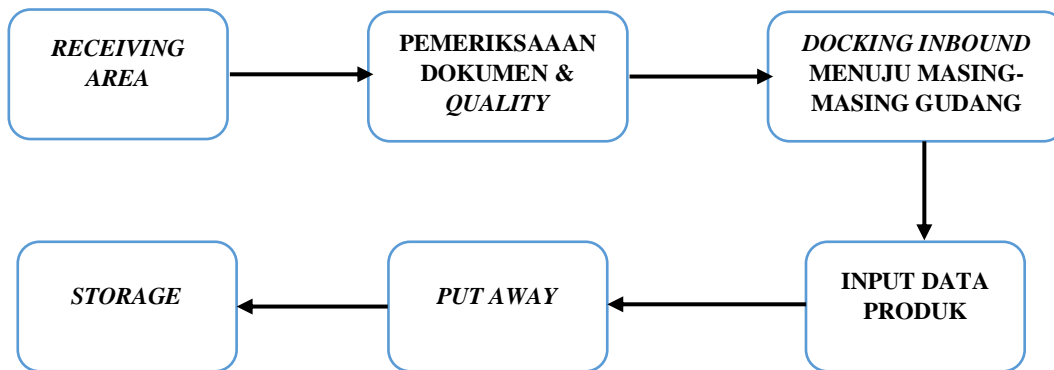 RECEIVING
AREA
PEMERIKSAAAN
DOKUMEN &
QUALITY
DOCKING INBOUND
MENUJU MASING-
MASING GUDANG
INPUT DATA
PRODUK
PUT AWAY
STORAGE